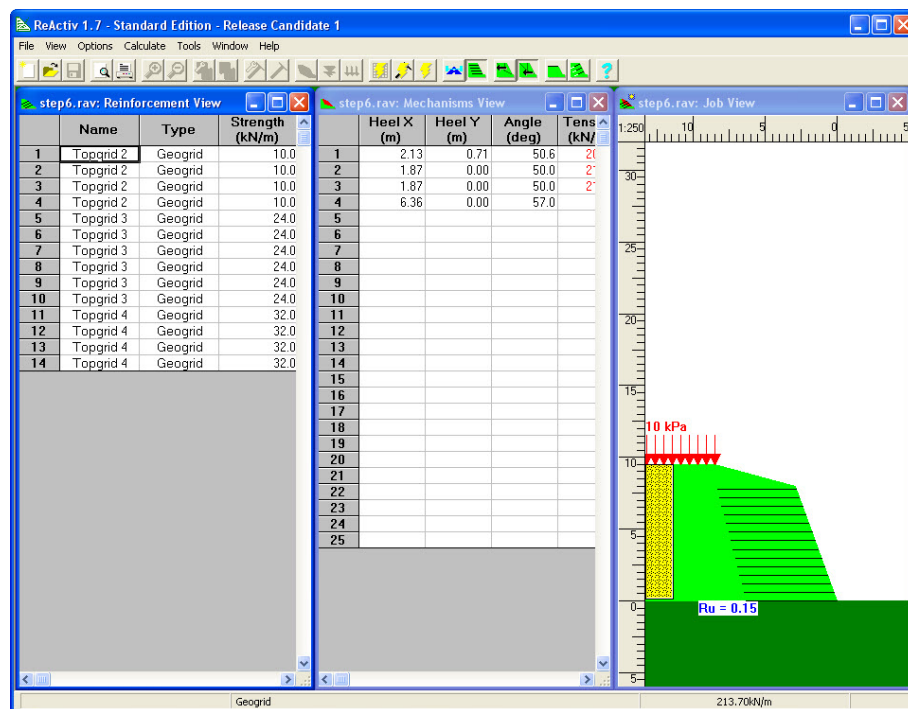 ReActiv 1.7 - Standard Edition - Release Candidate 1
File View Options Calculate Tools Window Help
step6.rav: Reinforcement View
Name Type Strength (kN/m)
1 Topgrid 2 Geogrid 10.0
2 Topgrid 2 Geogrid 10.0
3 Topgrid 2 Geogrid 10.0
4 Topgrid 2 Geogrid 10.0
5 Topgrid 3 Geogrid 24.0
6 Topgrid 3 Geogrid 24.0
7 Topgrid 3 Geogrid 24.0
8 Topgrid 3 Geogrid 24.0
9 Topgrid 3 Geogrid 24.0
10 Topgrid 3 Geogrid 24.0
11 Topgrid 4 Geogrid 32.0
12 Topgrid 4 Geogrid 32.0
13 Topgrid 4 Geogrid 32.0
14 Topgrid 4 Geogrid 32.0
step6.rav: Mechanisms View
Heel X (m) Heel Y (m) Angle (deg) Tens (kN/
1 2.13 0.71 50.6 20
2 1.87 0.00 50.0 21
3 1.87 0.00 50.0 21
4 6.36 0.00 57.0
5
6
7
8
9
10
11
12
13
14
15
16
17
18
19
20
21
22
23
24
25
step6.rav: Job View
1:250 10 5 0 5
30
25
20
15
10 kPa
10
5
0
Ru = 0.15
5
Geogrid 213.70kN/m